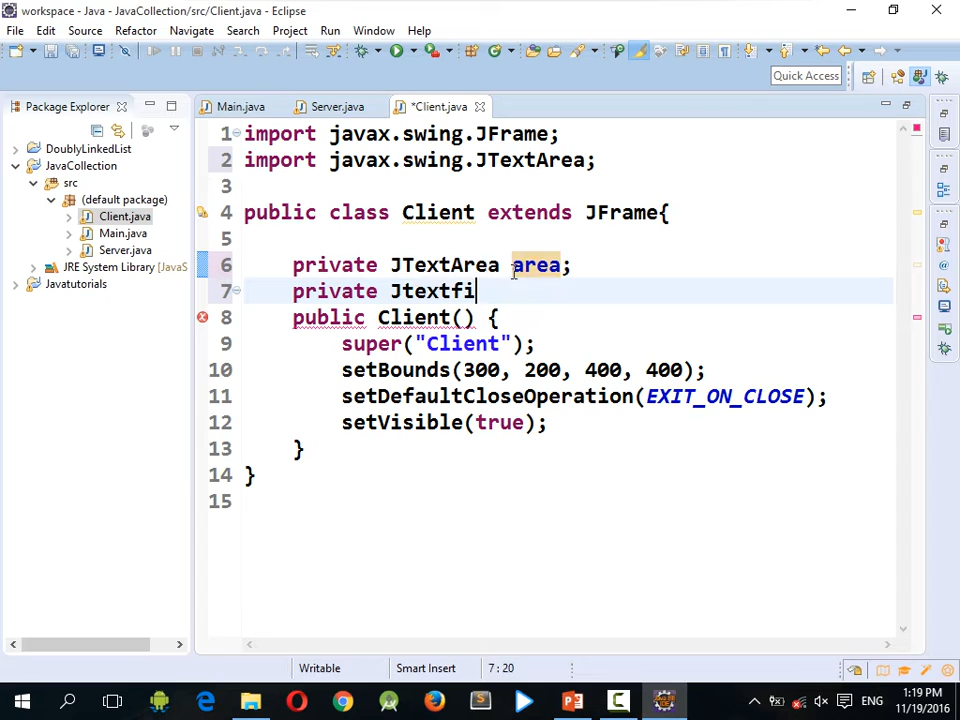 workspace - Java - JavaCollection/src/Client.java - Eclipse
File Edit Source Refactor Navigate Search Project Run Window Help
Quick Access
Package Explorer
Main.java Server.java *Client.java
DoublyLinkedList
JavaCollection
src
(default package)
Client.java
Main.java
Server.java
JRE System Library [JavaS
Javatutorials
1 import javax.swing.JFrame;
2 import javax.swing.JTextArea;
3
4 public class Client extends JFrame{
5
6 private JTextArea area;
7 private Jtextfi
8 public Client() {
9 super("Client");
10 setBounds(300, 200, 400, 400);
11 setDefaultCloseOperation(EXIT_ON_CLOSE);
12 setVisible(true);
13 }
14 }
15
Writable Smart Insert 7 : 20
ENG
1:19 PM
11/19/2016